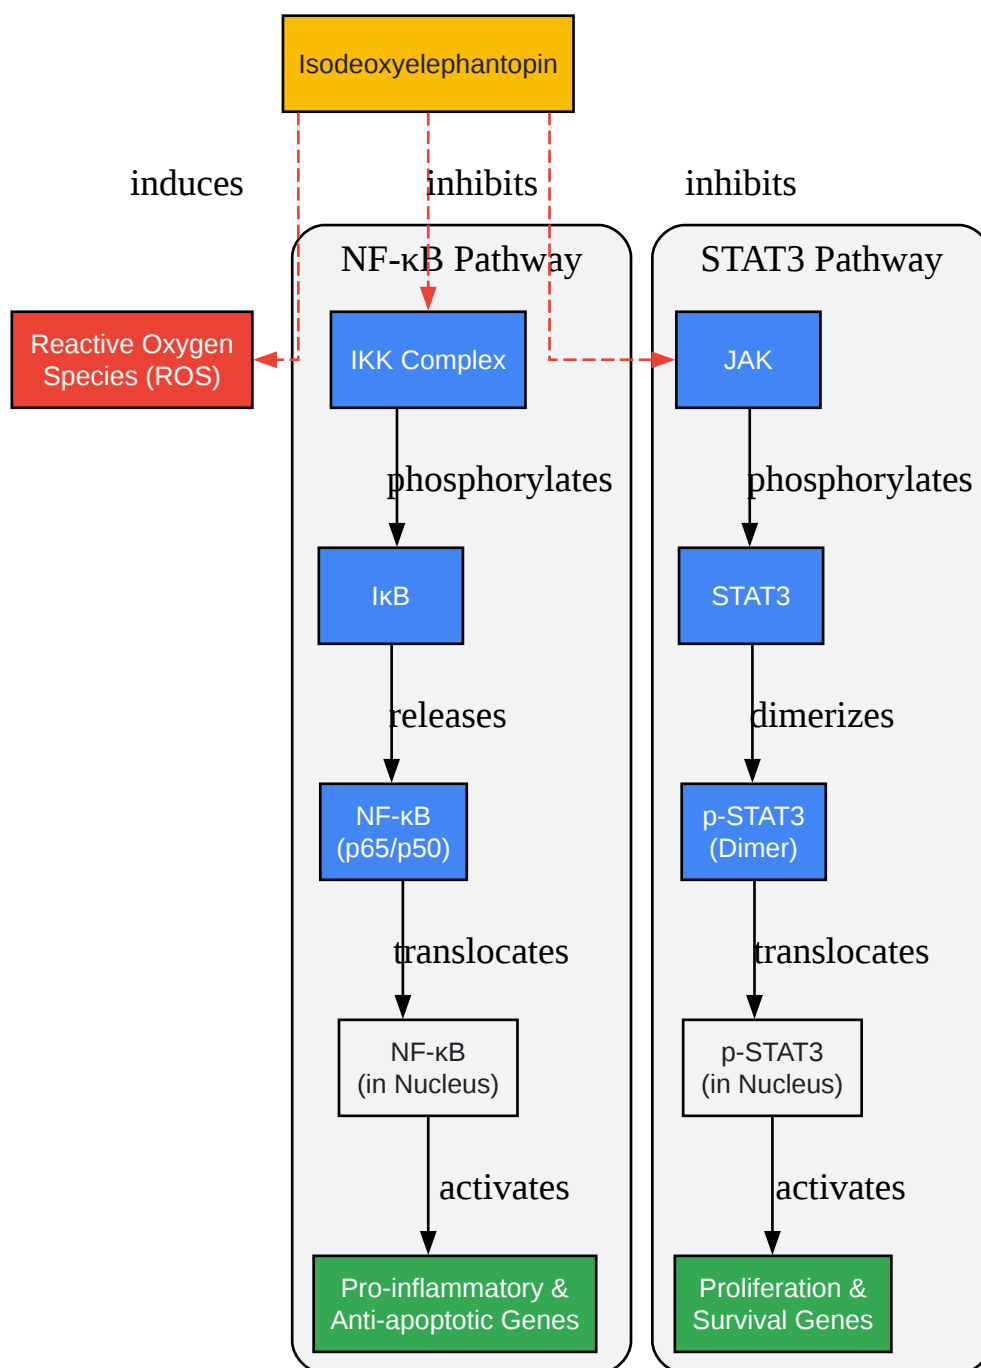 Isodeoxyelephantopin
induces
inhibits
inhibits
NF-κB Pathway
STAT3 Pathway
Reactive Oxygen
Species (ROS)
IKK Complex
JAK
phosphorylates
phosphorylates
IκB
STAT3
releases
dimerizes
NF-κB
(p65/p50)
p-STAT3
(Dimer)
translocates
translocates
NF-κB
(in Nucleus)
p-STAT3
(in Nucleus)
activates
activates
Pro-inflammatory &
Anti-apoptotic Genes
Proliferation &
Survival Genes